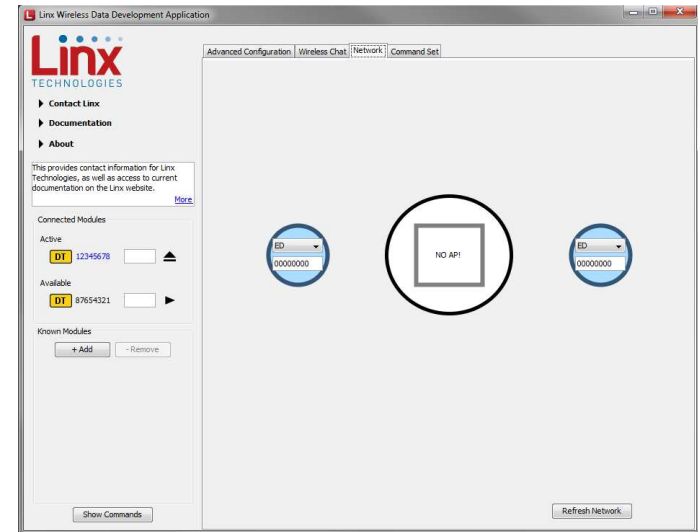 Linx Wireless Data Development Application
Linx
TECHNOLOGIES
Contact Linx
Documentation
About
This provides contact information for Linx
Technologies, as well as access to current
documentation on the Linx website.
More
Connected Modules
Active
DT 12345678
Available
DT 87654321
Known Modules
+ Add - Remove
Show Commands
Advanced Configuration Wireless Chat Network Command Set
ED
00000000
NO AP!
ED
00000000
Refresh Network